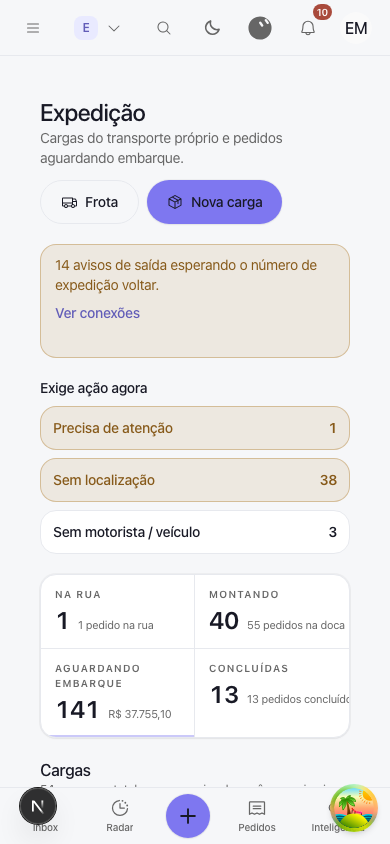 E
10
EM
Expedição
Cargas do transporte próprio e pedidos
aguardando embarque.
Frota
Nova carga
14 avisos de saída esperando o número de
expedição voltar.
Ver conexões
Exige ação agora
Precisa de atenção 1
Sem localização 38
Sem motorista / veículo 3
NA RUA
1 1 pedido na rua
MONTANDO
40 55 pedidos na doca
AGUARDANDO
EMBARQUE
141 R$ 37.755,10
CONCLUÍDAS
13 13 pedidos
Cargas
N
Inbox
Radar
Pedidos